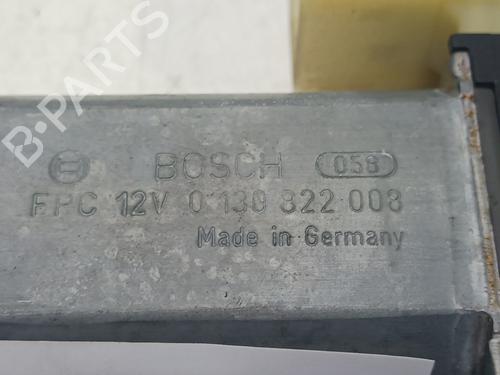 BOSCH 058
FPC 12V 0 130 822 008
Made in Germany
B-PARTS